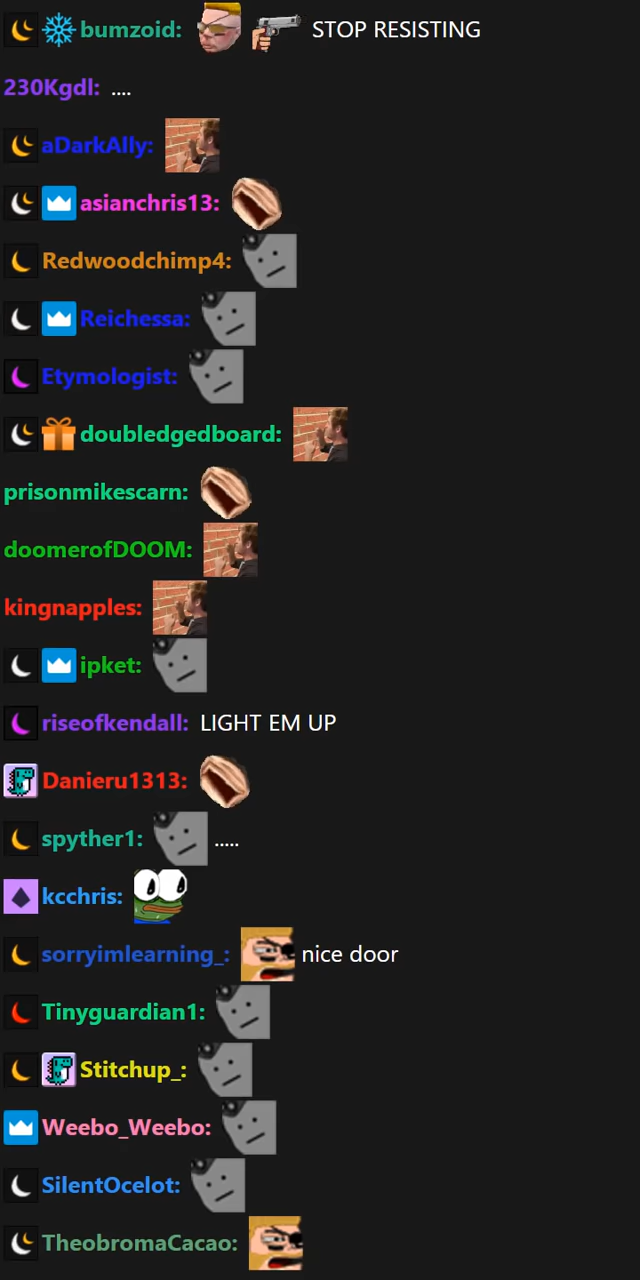 bumzoid: STOP RESISTING
230Kgdl: ....
aDarkAlly:
asianchris13:
Redwoodchimp4:
Reichessa:
Etymologist:
doubledgedboard:
prisonmikescarn:
doomerofDOOM:
kingnapples:
ipket:
riseofkendall: LIGHT EM UP
Danieru1313:
spyther1: .....
kcchris:
sorryimlearning_: nice door
Tinyguardian1:
Stitchup_:
Weebo_Weebo:
SilentOcelot:
TheobromaCacao: